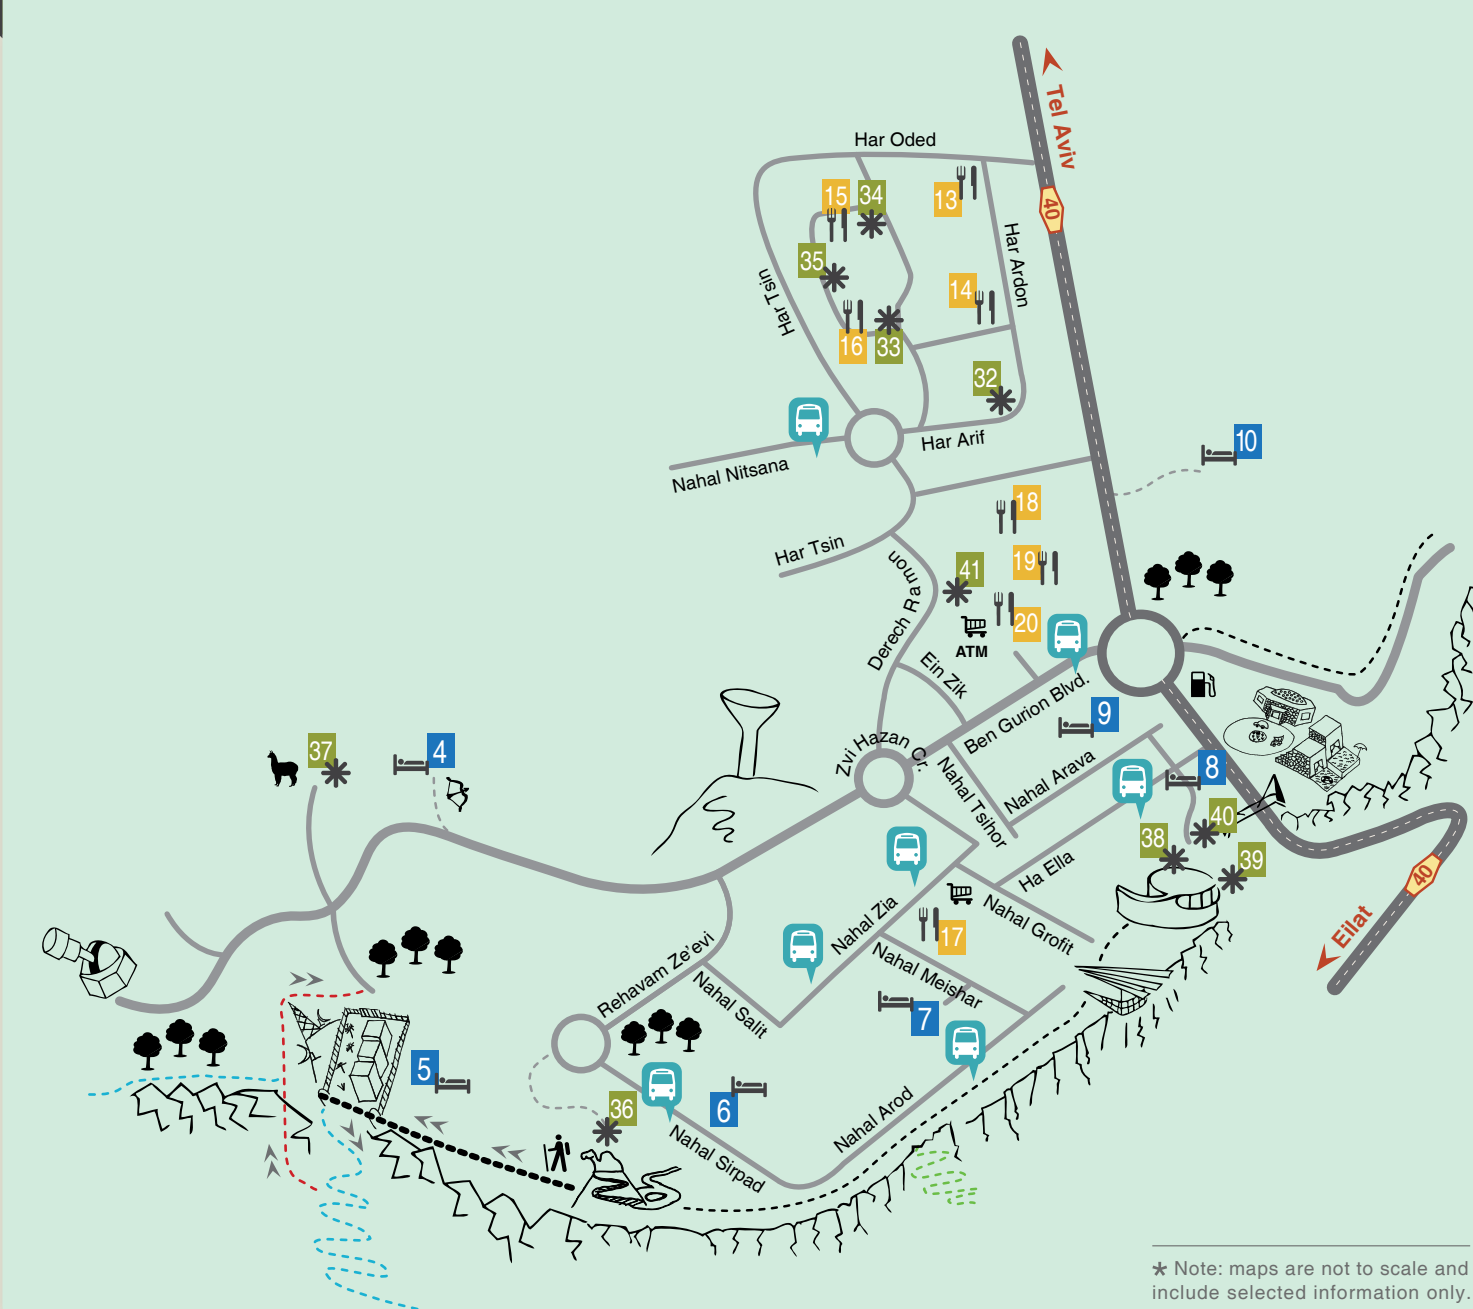 Har Oded
Tel Aviv
40
15
34
13
35
Har Tsin
Har Ardon
14
16
33
32
Har Arif
Nahal Nitsana
10
18
Har Tsin
Derech Ramon
41
19
20
ATM
Ein Zik
Ben Gurion Blvd.
9
Zvi Hazan Cr.
Nahal Tsihor
Nahal Arava
8
37
4
40
38
39
Ha Ella
40
Eilat
Nahal Zia
Nahal Grofit
17
Nahal Meishar
Rehavam Ze'evi
Nahal Salit
7
5
6
36
Nahal Sirpad
Nahal Arod
* Note: maps are not to scale and
include selected information only.